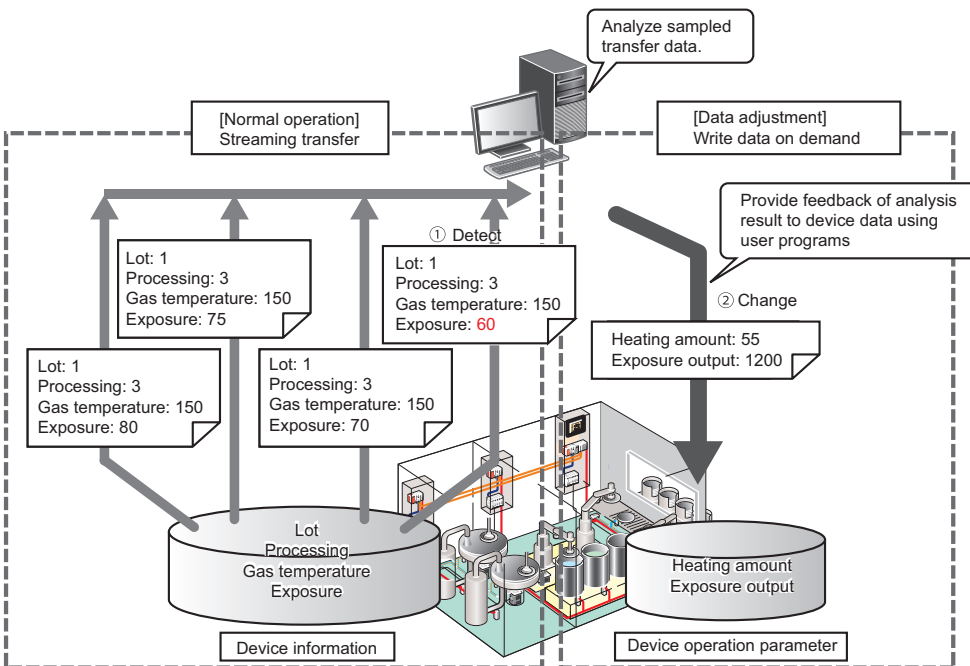 Analyze sampled
transfer data.
[Normal operation]
Streaming transfer
[Data adjustment]
Write data on demand
Provide feedback of analysis
result to device data using
user programs
① Detect
② Change
Lot: 1
Processing: 3
Gas temperature: 150
Exposure: 75
Lot: 1
Processing: 3
Gas temperature: 150
Exposure: 60
Heating amount: 55
Exposure output: 1200
Lot: 1
Processing: 3
Gas temperature: 150
Exposure: 80
Lot: 1
Processing: 3
Gas temperature: 150
Exposure: 70
Lot
Processing
Gas temperature
Exposure
Heating amount
Exposure output
Device information
Device operation parameter